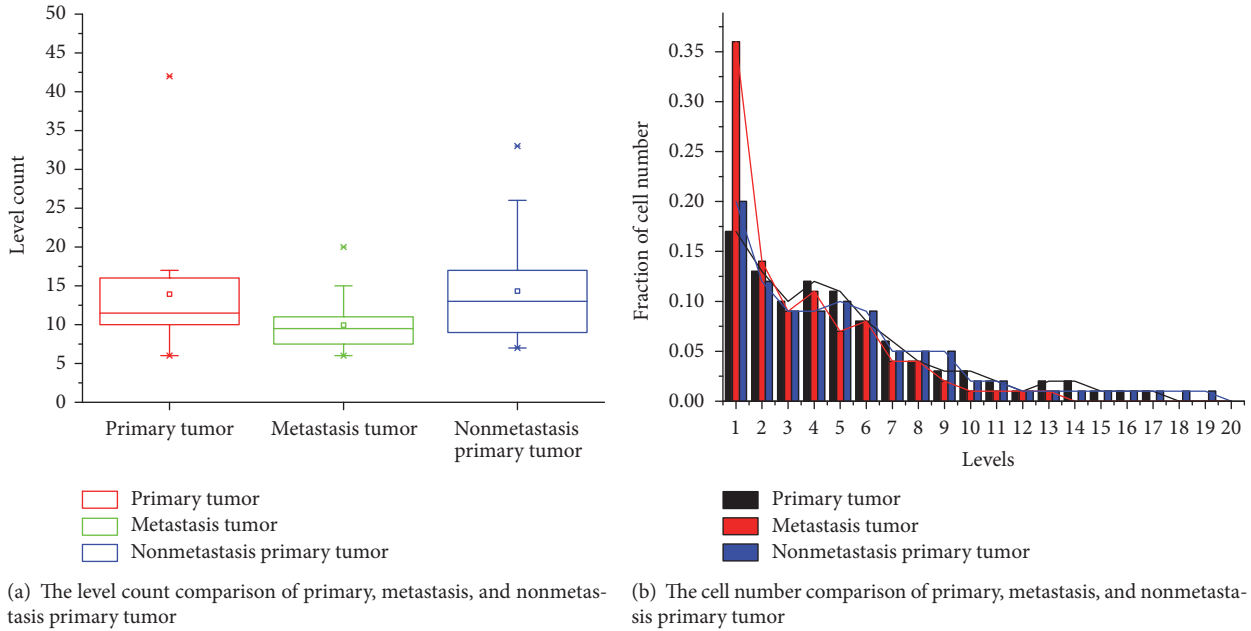 50
45
40
35
30
25
20
15
10
5
0
Level count
Primary tumor
Metastasis tumor
Nonmetastasis
primary tumor
Primary tumor
Metastasis tumor
Nonmetastasis primary tumor
(a) The level count comparison of primary, metastasis, and nonmetas-
tasis primary tumor
0.35
0.30
0.25
0.20
0.15
0.10
0.05
0.00
Fraction of cell number
1 2 3 4 5 6 7 8 9 10 11 12 13 14 15 16 17 18 19 20
Levels
Primary tumor
Metastasis tumor
Nonmetastasis primary tumor
(b) The cell number comparison of primary, metastasis, and nonmetasta-
sis primary tumor